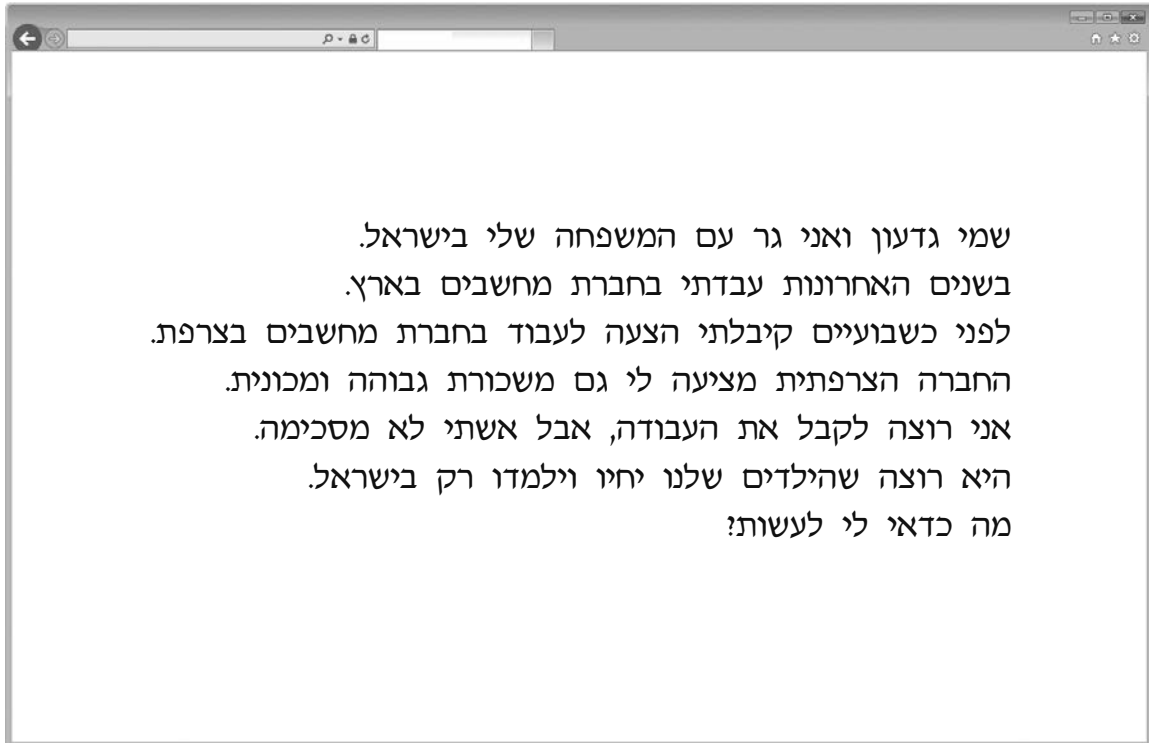 שמי גדעון ואני גר עם המשפחה שלי בישראל.
בשנים האחרונות עבדתי בחברת מחשבים בארץ.
לפני כשבועיים קיבלתי הצעה לעבוד בחברת מחשבים בצרפת.
החברה הצרפתית מציעה לי גם משכורת גבוהה ומכונית.
אני רוצה לקבל את העבודה, אבל אשתי לא מסכימה.
היא רוצה שהילדים שלנו יחיו וילמדו רק בישראל.
מה כדאי לי לעשות?